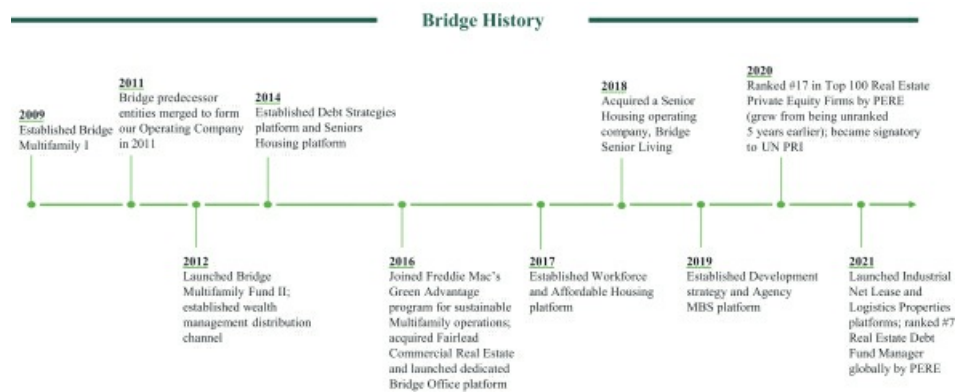 Bridge History
2009
Established Bridge
Multifamily I
2011
Bridge predecessor
entities merged to form
our Operating Company
in 2011
2012
Launched Bridge
Multifamily Fund II;
established wealth
management distribution
channel
2014
Established Debt Strategies
platform and Seniors
Housing platform
2016
Joined Freddie Mac's
Green Advantage
program for sustainable
Multifamily operations;
acquired Fairlead
Commercial Real Estate
and launched dedicated
Bridge Office platform
2017
Established Workforce
and Affordable Housing
platform
2018
Acquired a Senior
Housing operating
company, Bridge
Senior Living
2019
Established Development
strategy and Agency
MBS platform
2020
Ranked #17 in Top 100 Real Estate
Private Equity Firms by PERE
(grew from being unranked
5 years earlier); became signatory
to UN PRI
2021
Launched Industrial
Net Lease and
Logistics Properties
platforms; ranked #7
Real Estate Debt
Fund Manager
globally by PERE